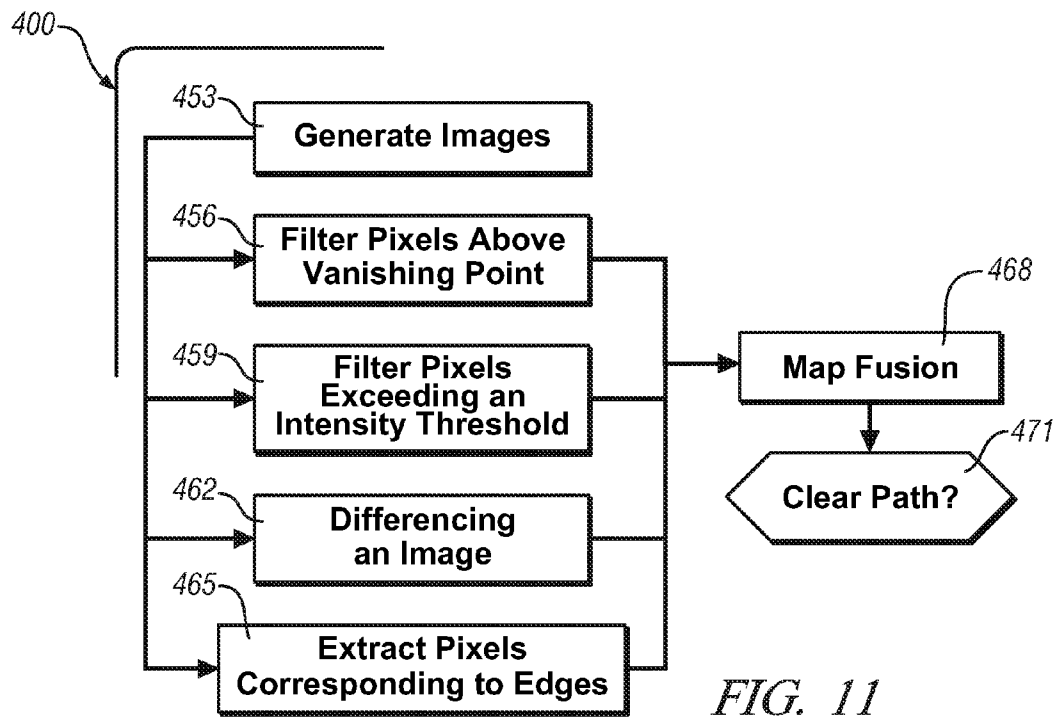 400
453
Generate Images
456
Filter Pixels Above
Vanishing Point
459
Filter Pixels
Exceeding an
Intensity Threshold
462
Differencing
an Image
465
Extract Pixels
Corresponding to Edges
468
Map Fusion
471
Clear Path?
FIG. 11